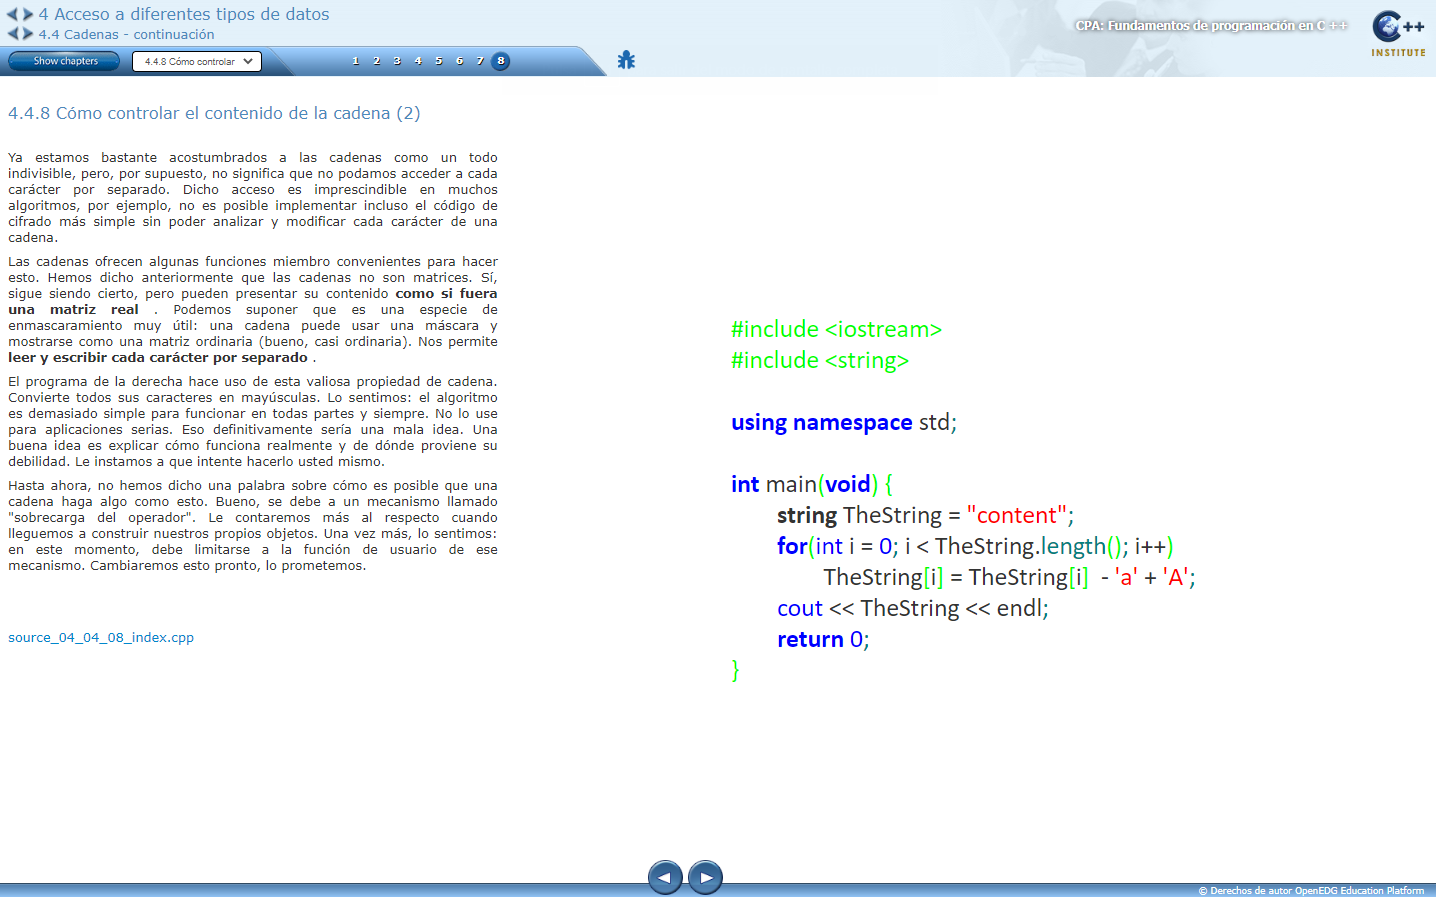 4 Acceso a diferentes tipos de datos
4.4 Cadenas - continuación
CPA: Fundamentos de programación en C ++
C++
INSTITUTE
Show chapters
4.4.8 Cómo controlar
1 2 3 4 5 6 7 8
4.4.8 Cómo controlar el contenido de la cadena (2)
Ya estamos bastante acostumbrados a las cadenas como un todo
indivisible, pero, por supuesto, no significa que no podamos acceder a cada
carácter por separado. Dicho acceso es imprescindible en muchos
algoritmos, por ejemplo, no es posible implementar incluso el código de
cifrado más simple sin poder analizar y modificar cada carácter de una
cadena.
Las cadenas ofrecen algunas funciones miembro convenientes para hacer
esto. Hemos dicho anteriormente que las cadenas no son matrices. Sí,
sigue siendo cierto, pero pueden presentar su contenido como si fuera
una matriz real . Podemos suponer que es una especie de
enmascaramiento muy útil: una cadena puede usar una máscara y
mostrarse como una matriz ordinaria (bueno, casi ordinaria). Nos permite
leer y escribir cada carácter por separado .
El programa de la derecha hace uso de esta valiosa propiedad de cadena.
Convierte todos sus caracteres en mayúsculas. Lo sentimos: el algoritmo
es demasiado simple para funcionar en todas partes y siempre. No lo use
para aplicaciones serias. Eso definitivamente sería una mala idea. Una
buena idea es explicar cómo funciona realmente y de dónde proviene su
debilidad. Le instamos a que intente hacerlo usted mismo.
Hasta ahora, no hemos dicho una palabra sobre cómo es posible que una
cadena haga algo como esto. Bueno, se debe a un mecanismo llamado
"sobrecarga del operador". Le contaremos más al respecto cuando
lleguemos a construir nuestros propios objetos. Una vez más, lo sentimos:
en este momento, debe limitarse a la función de usuario de ese
mecanismo. Cambiaremos esto pronto, lo prometemos.
source_04_04_08_index.cpp
#include <iostream>
#include <string>
using namespace std;
int main(void) {
string TheString = "content";
for(int i = 0; i < TheString.length(); i++)
TheString[i] = TheString[i] - 'a' + 'A';
cout << TheString << endl;
return 0;
}
© Derechos de autor OpenEDG Education Platform